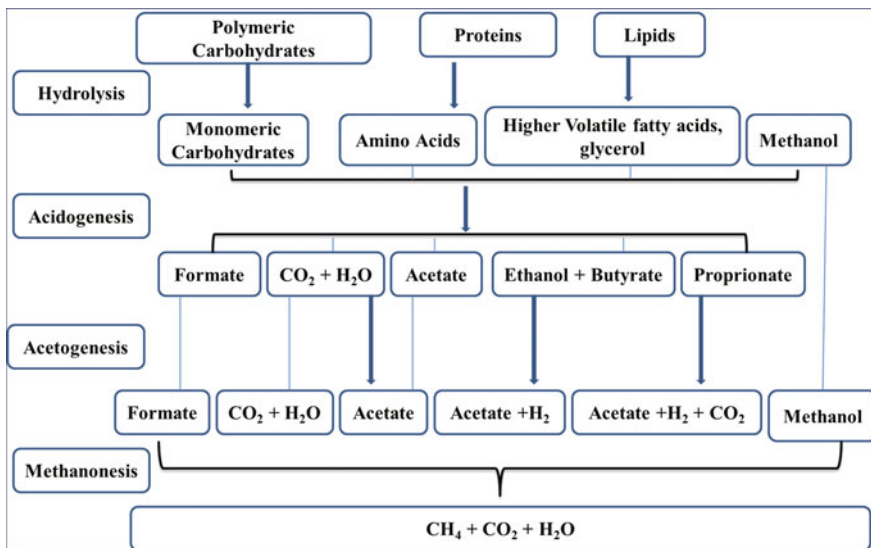 Polymeric
Carbohydrates
Proteins
Lipids
Hydrolysis
Monomeric
Carbohydrates
Amino Acids
Higher Volatile fatty acids,
glycerol
Methanol
Acidogenesis
Formate
CO₂ + H₂O
Acetate
Ethanol + Butyrate
Proprionate
Acetogenesis
Formate
CO₂ + H₂O
Acetate
Acetate +H₂
Acetate +H₂ + CO₂
Methanol
Methanonesis
CH₄ + CO₂ + H₂O